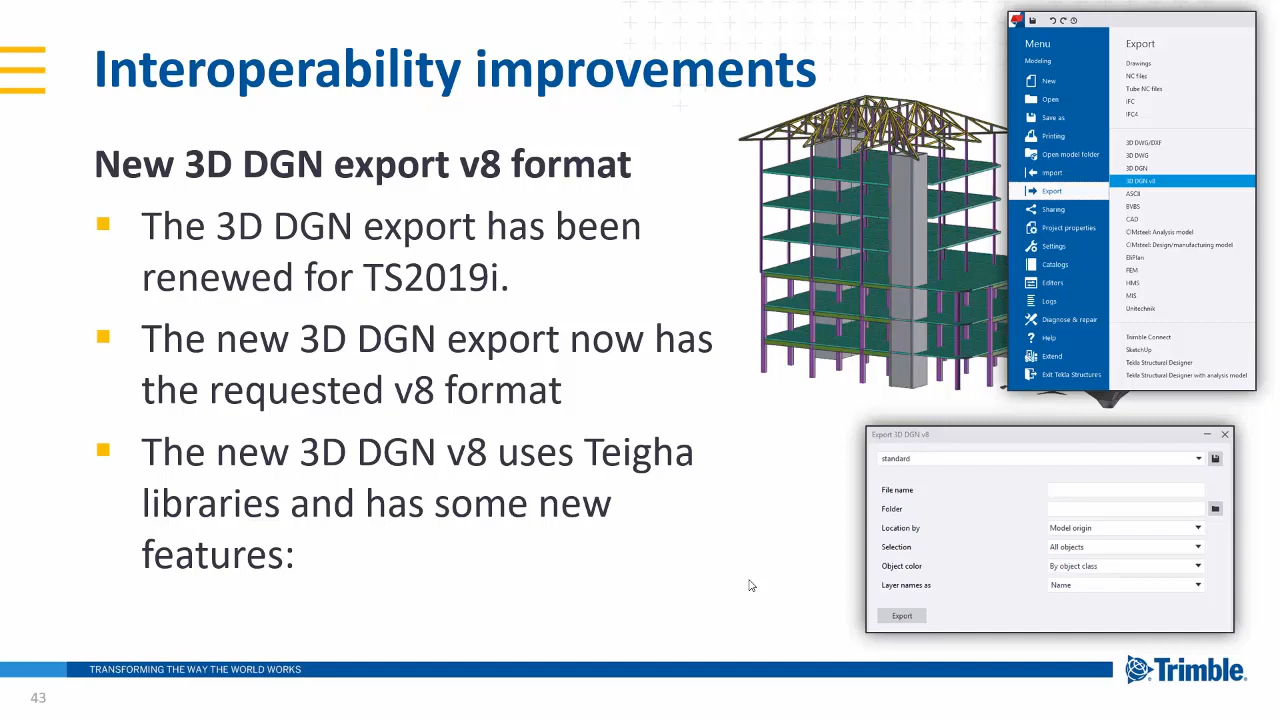 Interoperability improvements
New 3D DGN export v8 format
The 3D DGN export has been
renewed for TS2019i.
The new 3D DGN export now has
the requested v8 format
The new 3D DGN v8 uses Teigha
libraries and has some new
features:
Menu
Modeling
New
Open
Save as
Printing
Open model folder
Import
Export
Sharing
Project properties
Settings
Catalogs
Editors
Logs
Diagnose & repair
Help
Extend
Exit Tekla Structures
Export
Drawings
NC files
Tube NC files
IFC
IFC4
3D DWG/DXF
3D DWG
3D DGN
3D DGN v8
ASCII
BVBS
CAD
CIMsteel: Analysis model
CIMsteel: Design/manufacturing model
EliPlan
FEM
HMS
MIS
Unitechnik
Trimble Connect
SketchUp
Tekla Structural Designer
Tekla Structural Designer with analysis model
Export 3D DGN v8
standard
File name
Folder
Location by Model origin
Selection All objects
Object color By object class
Layer names as Name
Export
TRANSFORMING THE WAY THE WORLD WORKS
Trimble.
43